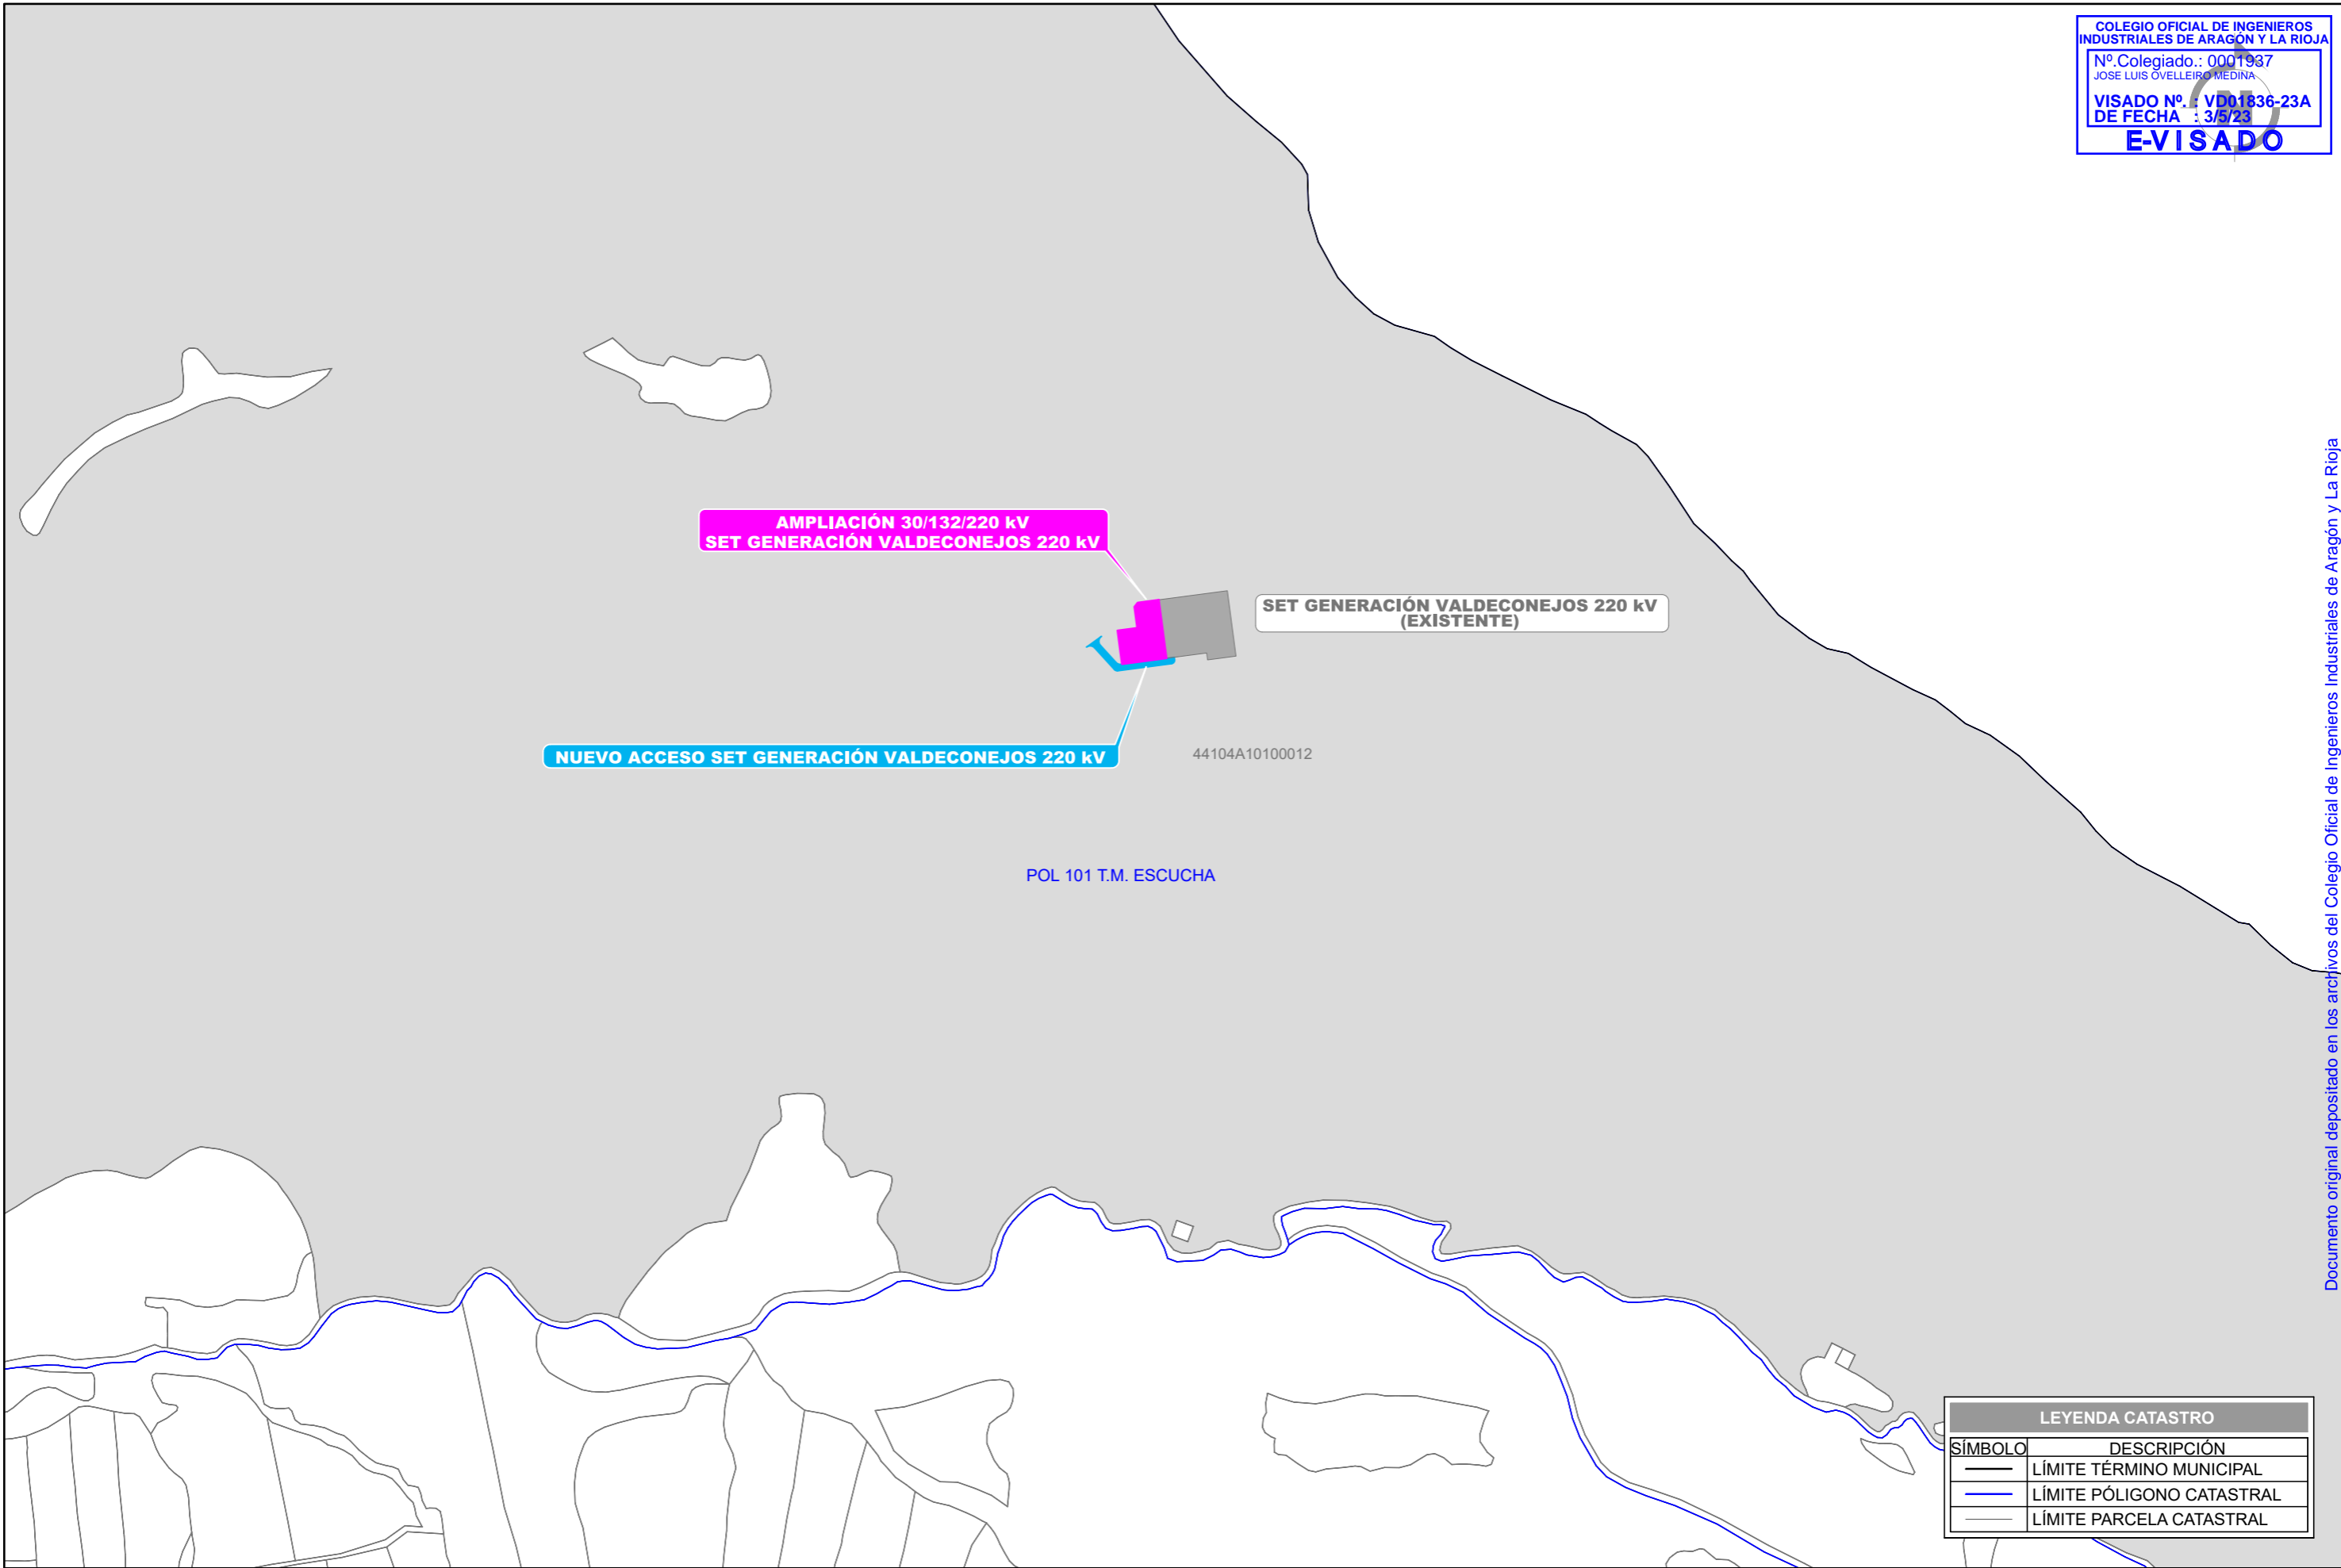 COLEGIO OFICIAL DE INGENIEROS
INDUSTRIALES DE ARAGÓN Y LA RIOJA
Nº.Colegiado.: 0001937
JOSE LUIS OVELLEIRO MEDINA
VISADO Nº. : VD01836-23A
DE FECHA : 3/5/23
E-VISADO
N
AMPLIACIÓN 30/132/220 kV
SET GENERACIÓN VALDECONEJOS 220 kV
SET GENERACIÓN VALDECONEJOS 220 kV
(EXISTENTE)
NUEVO ACCESO SET GENERACIÓN VALDECONEJOS 220 kV
44104A10100012
POL 101 T.M. ESCUCHA
Documento original depositado en los archivos del Colegio Oficial de Ingenieros Industriales de Aragón y La Rioja
LEYENDA CATASTRO
SÍMBOLO DESCRIPCIÓN
LÍMITE TÉRMINO MUNICIPAL
LÍMITE PÓLIGONO CATASTRAL
LÍMITE PARCELA CATASTRAL